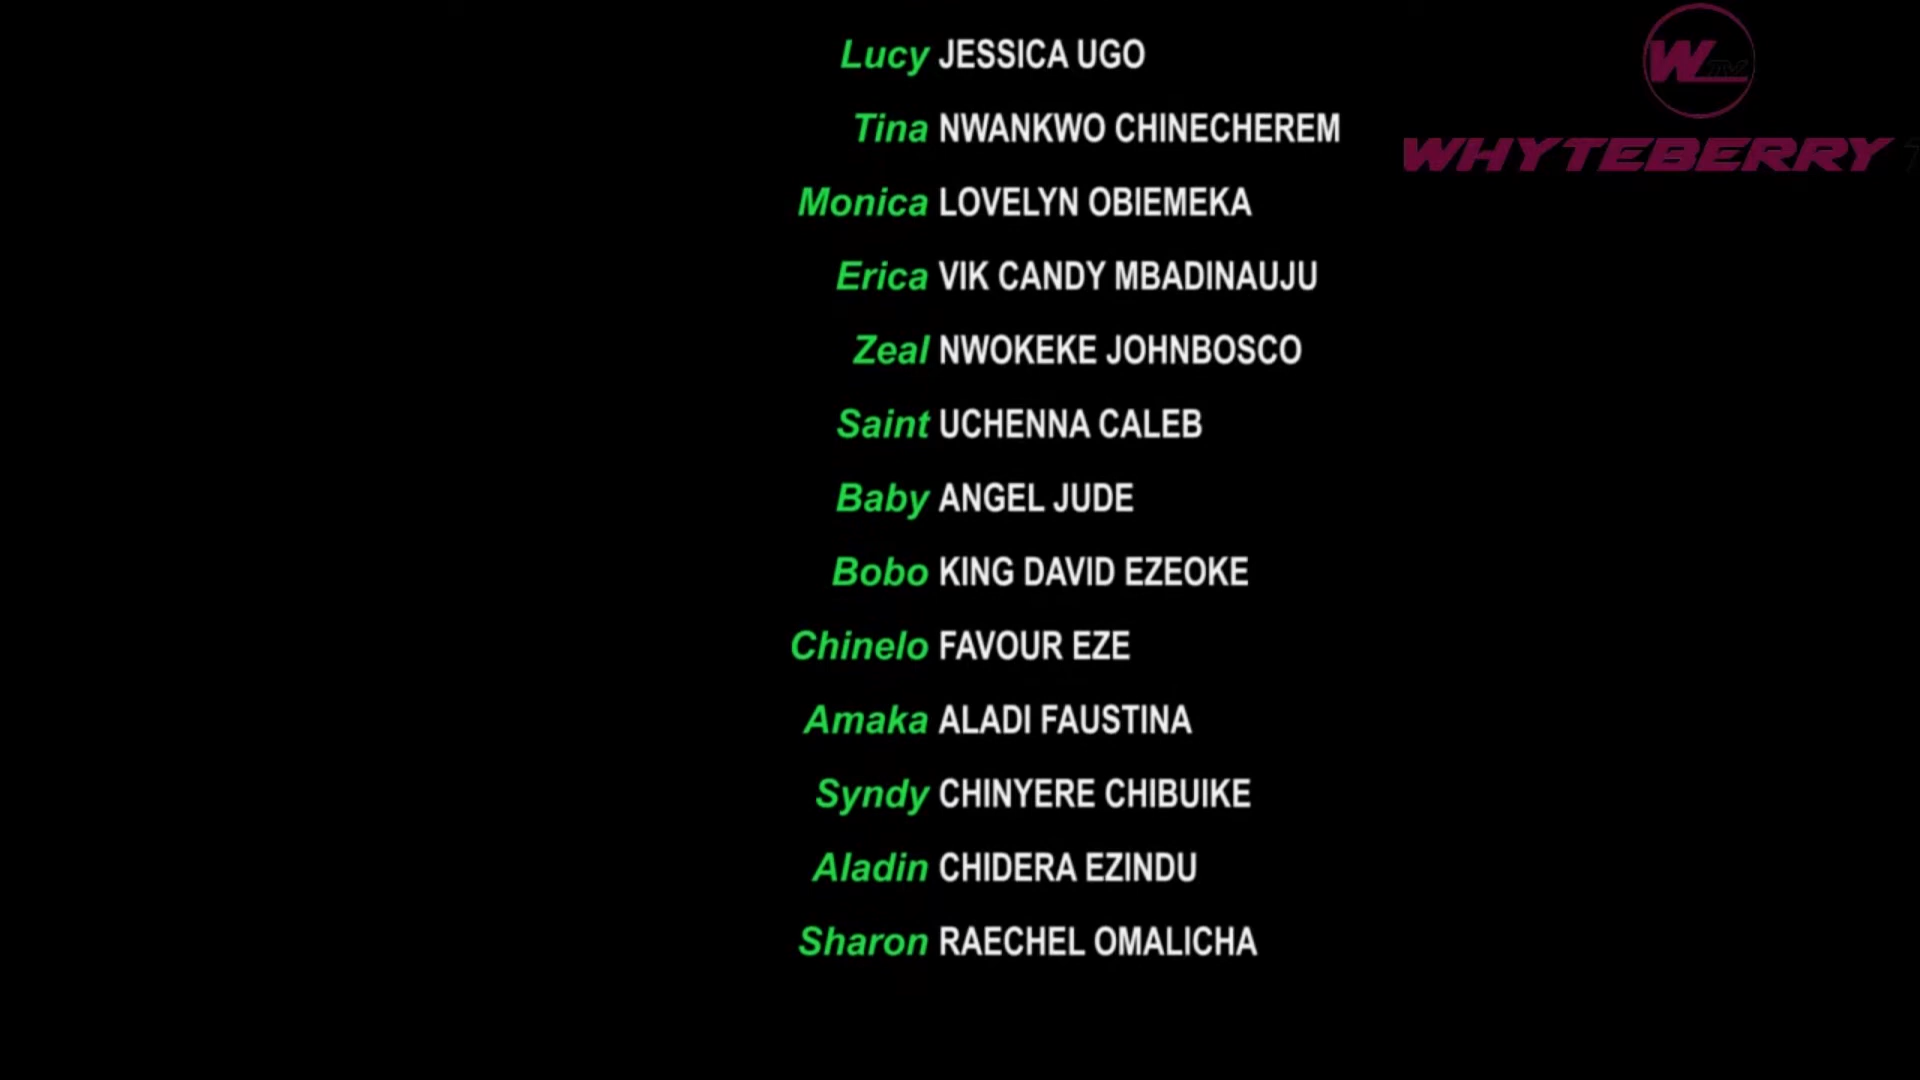 Lucy JESSICA UGO
Tina NWANKWO CHINECHEREM
Monica LOVELYN OBIEMEKA
Erica VIK CANDY MBADINAUJU
Zeal NWOKEKE JOHNBOSCO
Saint UCHENNA CALEB
Baby ANGEL JUDE
Bobo KING DAVID EZEOKE
Chinelo FAVOUR EZE
Amaka ALADI FAUSTINA
Syndy CHINYERE CHIBUIKE
Aladin CHIDERA EZINDU
Sharon RAECHEL OMALICHA
W TV
WHYTEBERRY